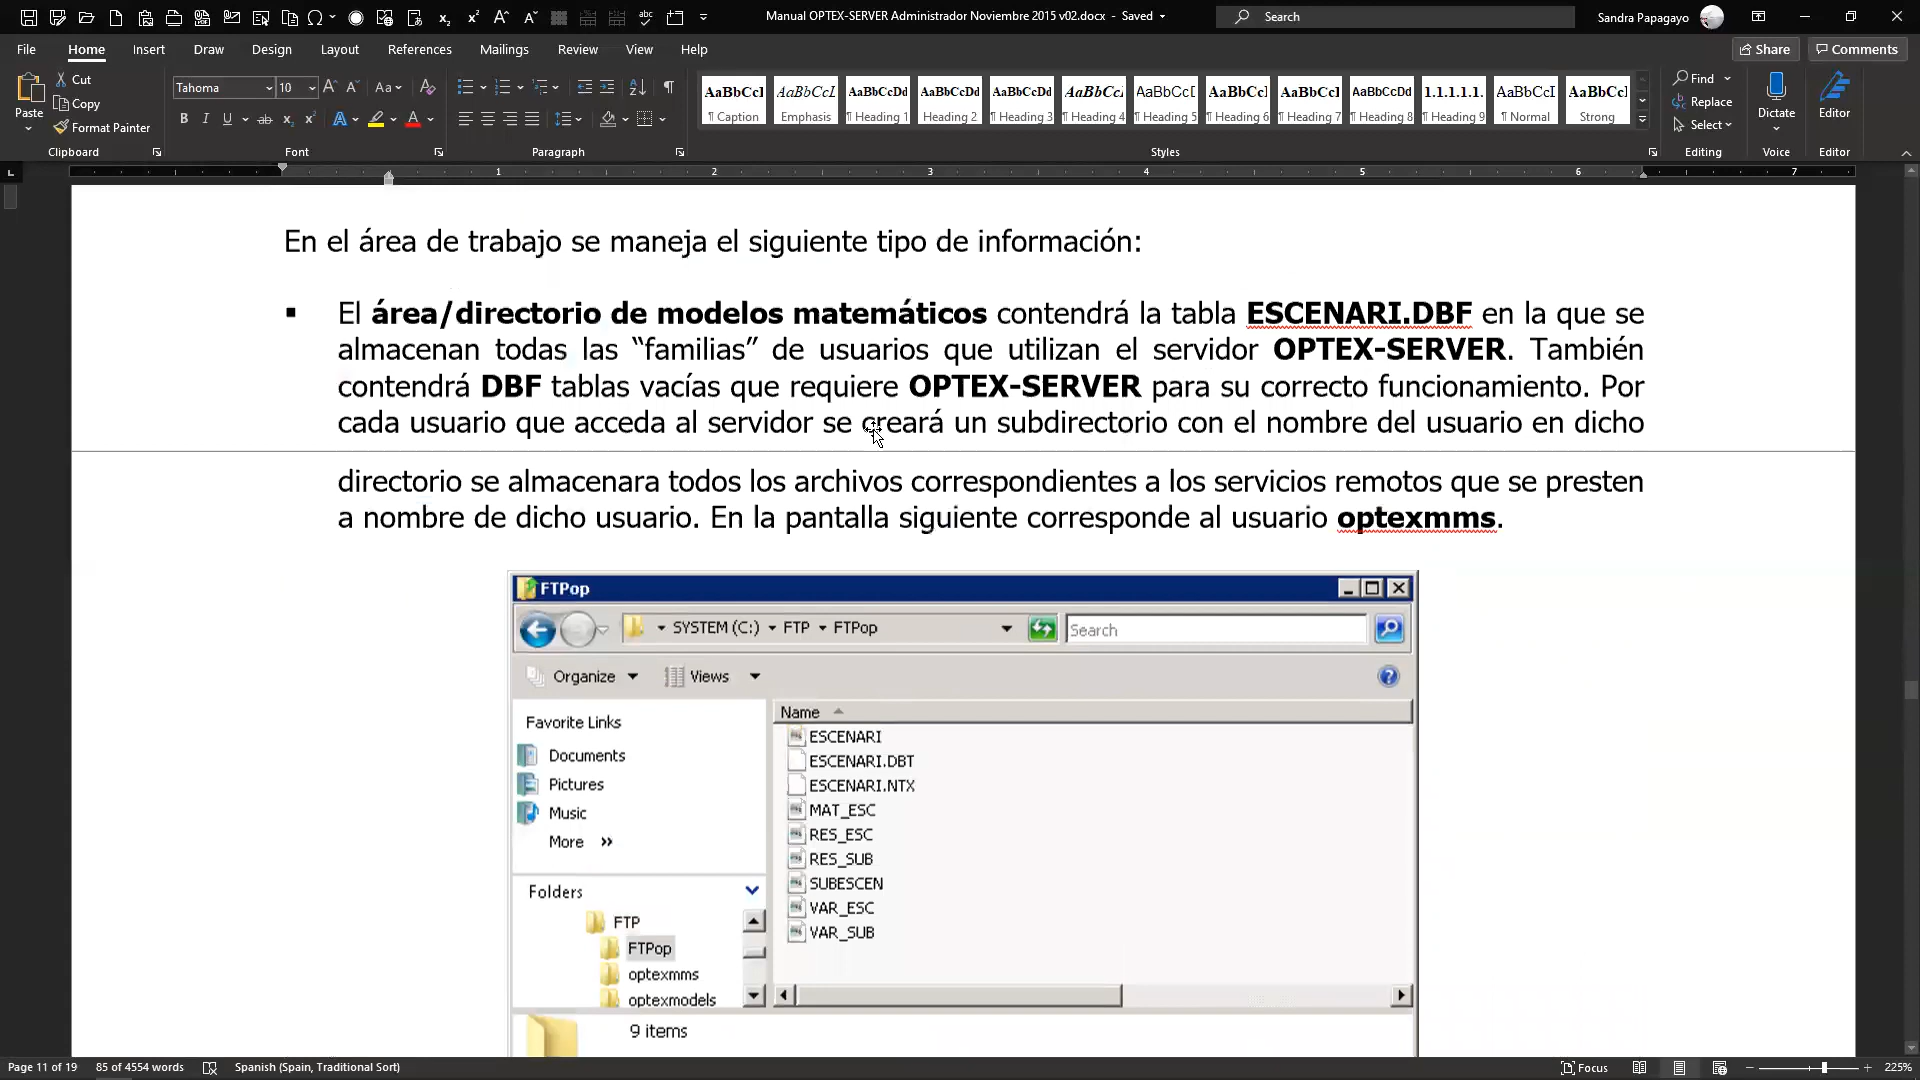 Manual OPTEX-SERVER Administrador Noviembre 2015 v02.docx - Saved
Search
Sandra Papagayo
File Home Insert Draw Design Layout References Mailings Review View Help
Share
Comments
Paste
Cut
Copy
Format Painter
Clipboard
Tahoma 10
Font
Paragraph
AaBbCcI ¶ Caption
AaBbCcL Emphasis
AaBbCcDd ¶ Heading 1
AaBbCcDd Heading 2
AaBbCcDd ¶ Heading 3
AaBbCcI ¶ Heading 4
AaBbCcI ¶ Heading 5
AaBbCcI ¶ Heading 6
AaBbCcI ¶ Heading 7
AaBbCcDd ¶ Heading 8
1.1.1.1.1. ¶ Heading 9
AaBbCcI ¶ Normal
AaBbCcI Strong
Styles
Find
Replace
Select
Editing
Dictate
Voice
Editor
Editor
1 2 3 4 5 6 7
En el área de trabajo se maneja el siguiente tipo de información:
▪ El área/directorio de modelos matemáticos contendrá la tabla ESCENARI.DBF en la que se
almacenan todas las “familias” de usuarios que utilizan el servidor OPTEX-SERVER. También
contendrá DBF tablas vacías que requiere OPTEX-SERVER para su correcto funcionamiento. Por
cada usuario que acceda al servidor se creará un subdirectorio con el nombre del usuario en dicho
directorio se almacenara todos los archivos correspondientes a los servicios remotos que se presten
a nombre de dicho usuario. En la pantalla siguiente corresponde al usuario optexmms.
FTPop
SYSTEM (C:) FTP FTPop
Search
Organize Views
Favorite Links
Documents
Pictures
Music
More »
Folders
FTP
FTPop
optexmms
optexmodels
Name
ESCENARI
ESCENARI.DBT
ESCENARI.NTX
MAT_ESC
RES_ESC
RES_SUB
SUBESCEN
VAR_ESC
VAR_SUB
9 items
Page 11 of 19 85 of 4554 words Spanish (Spain, Traditional Sort)
Focus
225%